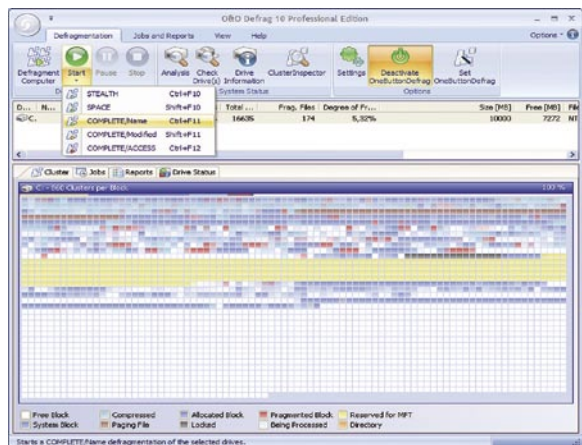 O&O Defrag 10 Professional Edition
Defragmentation Jobs and Reports View Help Options
Defragment Computer Start Pause Stop Analysis Check Drive(s) Drive Information ClusterInspector Settings Deactivate OneButtonDefrag Set OneButtonDefrag
System Status Options
STEALTH Ctrl+F10
SPACE Shift+F10
COMPLETE/Name Ctrl+F11
COMPLETE/Modified Shift+F11
COMPLETE/ACCESS Ctrl+F12
D... N... Total ... Frag. Files Degree of Fr... Size [MB] Free [MB] File
C: 16635 174 5,32% 10000 7272 NT
Cluster Jobs Reports Drive Status
C: - 860 Clusters per Block 100 %
Free Block Compressed Allocated Block Fragmented Block Reserved for MFT
System Block Paging File Locked Being Processed Directory
Starts a COMPLETE/Name defragmentation of the selected drives.